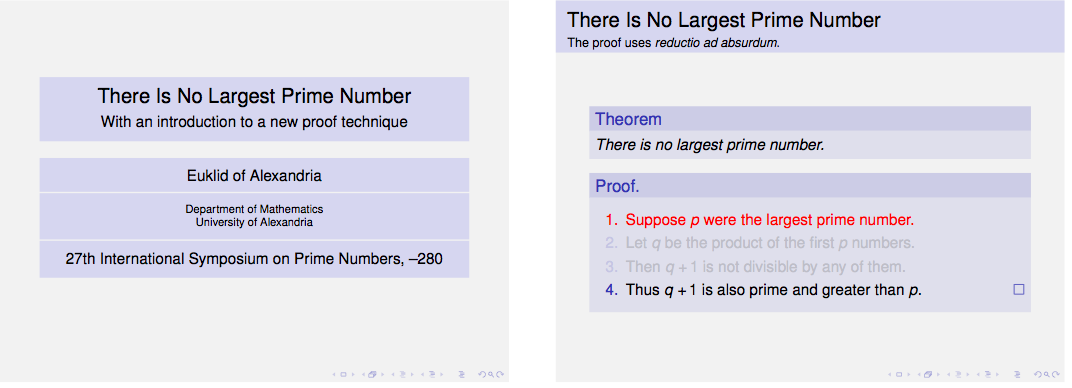 There Is No Largest Prime Number
With an introduction to a new proof technique
Euklid of Alexandria
Department of Mathematics
University of Alexandria
27th International Symposium on Prime Numbers, –280
There Is No Largest Prime Number
The proof uses reductio ad absurdum.
Theorem
There is no largest prime number.
Proof.
1. Suppose p were the largest prime number.
2. Let q be the product of the first p numbers.
3. Then q + 1 is not divisible by any of them.
4. Thus q + 1 is also prime and greater than p.